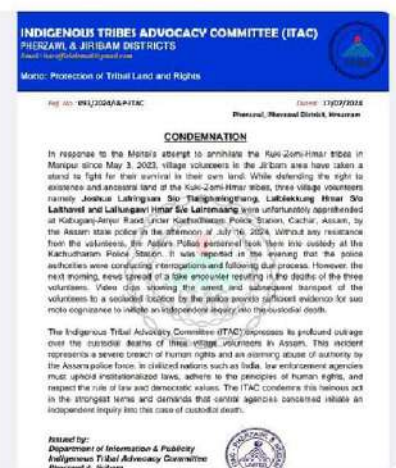 INDIGENOUS TRIBES ADVOCACY COMMITTEE (ITAC)
PHERZAWL & JIRIBAM DISTRICTS
Motto: Protection of Tribal Land and Rights
Dated: 17/07/2024
Pherzawl, Pherzawl District,
CONDEMNATION
In response to the Meiteis attempt to annihilate the Kuki-Zomi-Hmar tribes in
Manipur since May 3, 2023, village volunteers in the Jiribam area have taken a
stand to fight for their survival in their own land. While defending the right to
existence and ancestral land of the Kuki-Zomi-Hmar tribes, three village volunteers
namely Joshua Lalringsan S/o Lalbiekkung Hmar S/o
Lalthavel and Lallungawi Hmar S/o were unfortunately apprehended
at Road under Kachudharam Police Station, Cachar, Assam, by
the Assam state police in the afternoon of July 16, 2024. Without any resistance
from the volunteers, the Assam Police personnel took them into custody at the
Kachudharam Police Station. It was reported in the evening that the police
authorities were conducting interrogations and following due process. However, the
next morning, news spread of a fake encounter resulting in the deaths of the three
volunteers. Video clips showing the arrest and subsequent transport of the
volunteers to a secluded location by the police provide sufficient evidence for suo
moto cognizance to initiate an independent inquiry into the custodial death.
The Indigenous Tribal Advocacy Committee (ITAC) expresses its profound outrage
over the custodial deaths of three village volunteers in Assam. This incident
represents a severe breach of human rights and an alarming abuse of authority by
the Assam police force. In civilized nations such as India, law enforcement agencies
must uphold institutionalized laws, adhere to the principles of human rights, and
respect the rule of law and democratic values. The ITAC condemns this heinous act
in the strongest terms and demands that central agencies concerned initiate an
independent inquiry into this case of custodial death.
Issued by:
Department of Information & Publicity
Indigenous Tribal Advocacy Committee